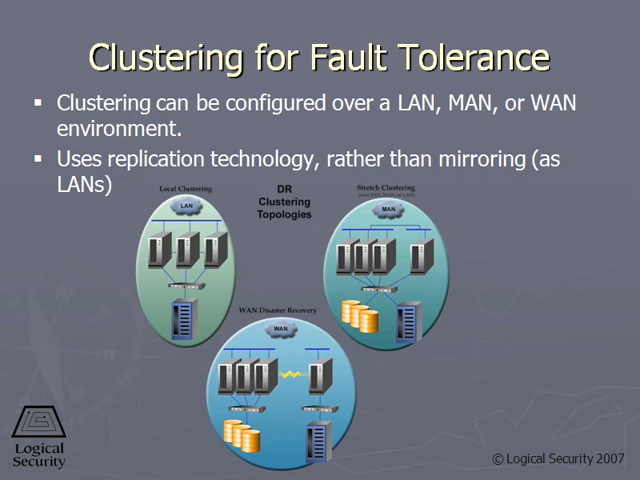 Clustering for Fault Tolerance
Clustering can be configured over a LAN, MAN, or WAN
environment.
Uses replication technology, rather than mirroring (as
LANs)
Local Clustering
LAN
DR
Clustering
Topologies
Stretch Clustering
MAN
WAN Disaster Recovery
WAN
Logical
Security
© Logical Security 2007